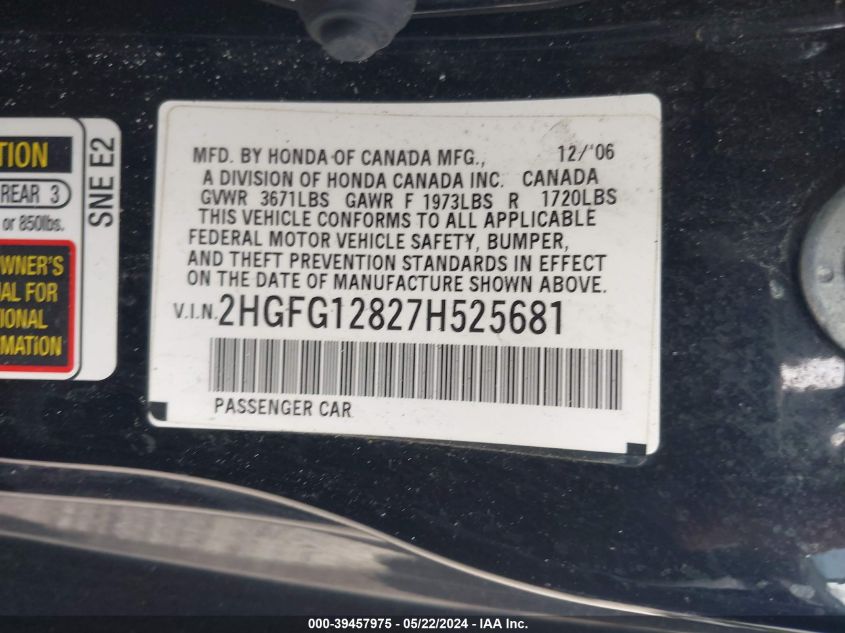 MFD. BY HONDA OF CANADA MFG., 12/'06
A DIVISION OF HONDA CANADA INC. CANADA
GVWR 3671LBS GAWR F 1973LBS R 1720LBS
THIS VEHICLE CONFORMS TO ALL APPLICABLE
FEDERAL MOTOR VEHICLE SAFETY, BUMPER,
AND THEFT PREVENTION STANDARDS IN EFFECT
ON THE DATE OF MANUFACTURE SHOWN ABOVE.
V.I.N. 2HGFG12827H525681
PASSENGER CAR
TION
REAR 3
or 850lbs.
WNER'S
AL FOR
IONAL
MATION
SNE E2
000-39457975 - 05/22/2024 - IAA Inc.